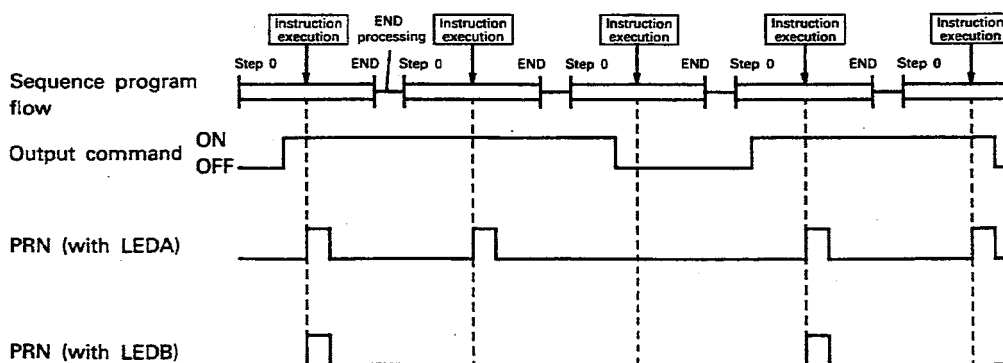 Instruction execution
END processing
Instruction execution
Instruction execution
Instruction execution
Instruction execution
Step 0 END Step 0 END Step 0 END Step 0 END Step 0
Sequence program flow
Output command
ON
OFF
PRN (with LEDA)
PRN (with LEDB)